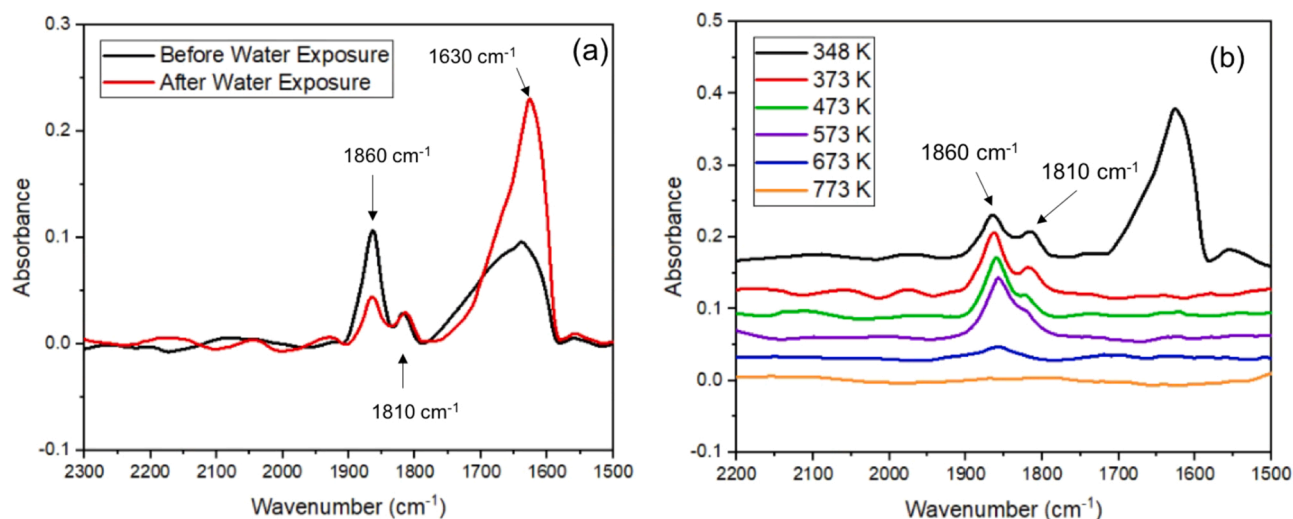 (a)
Before Water Exposure
After Water Exposure
1630 cm-1
1860 cm-1
1810 cm-1
0.3
0.2
0.1
0.0
-0.1
Absorbance
2300 2200 2100 2000 1900 1800 1700 1600 1500
Wavenumber (cm-1)
(b)
348 K
373 K
473 K
573 K
673 K
773 K
1860 cm-1
1810 cm-1
0.5
0.4
0.3
0.2
0.1
0.0
-0.1
Absorbance
2200 2100 2000 1900 1800 1700 1600 1500
Wavenumber (cm-1)